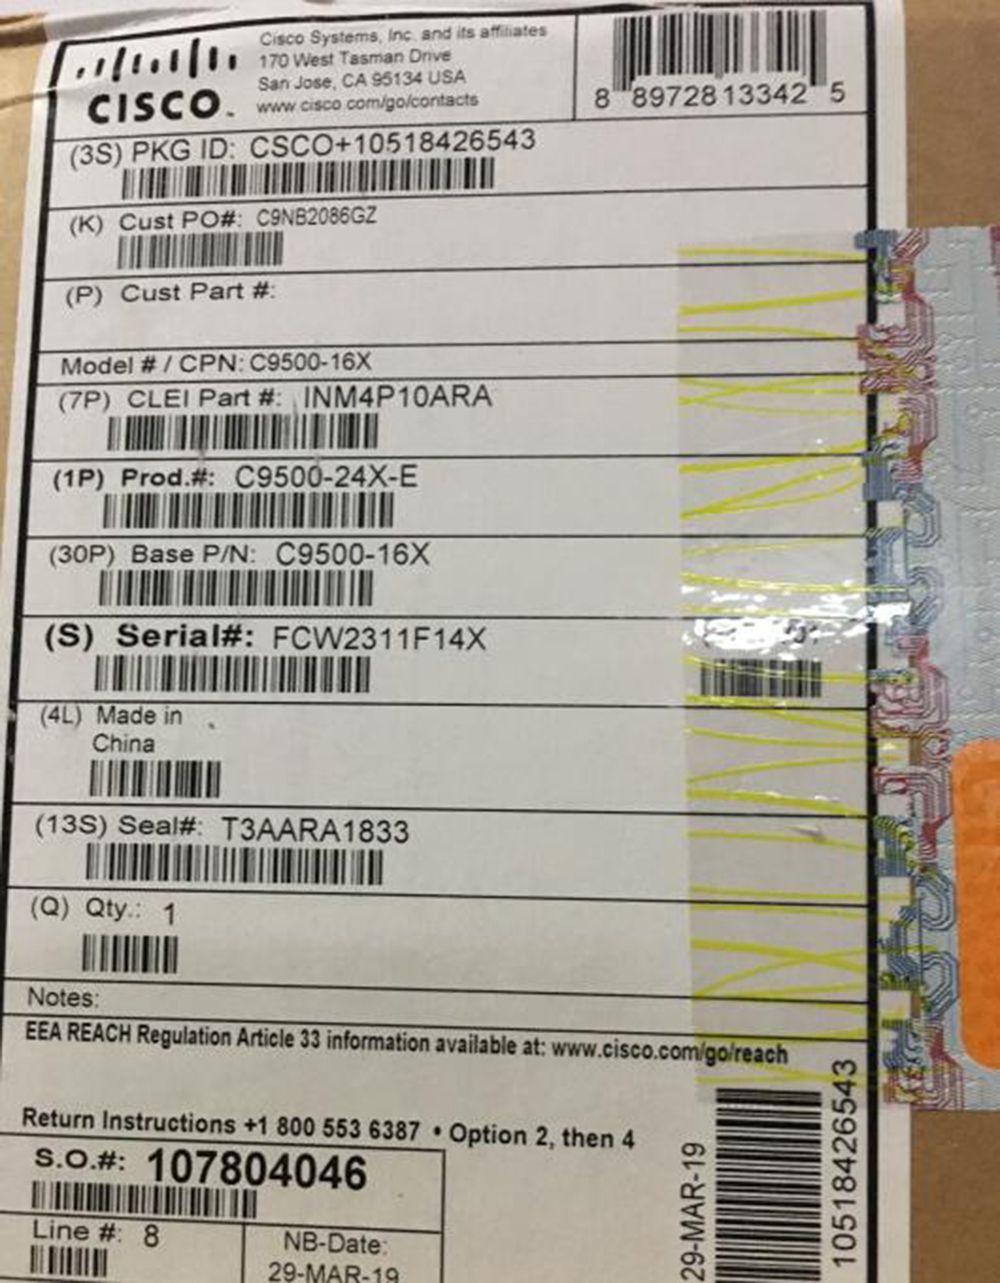 CISCO
Cisco Systems, Inc. and its affiliates
170 West Tasman Drive
San Jose, CA 95134 USA
www.cisco.com/go/contacts
8 8972813342 5
(3S) PKG ID: CSCO+10518426543
(K) Cust PO#: C9NB2086GZ
(P) Cust Part #:
Model # / CPN: C9500-16X
(7P) CLEI Part #: INM4P10ARA
(1P) Prod.#: C9500-24X-E
(30P) Base P/N: C9500-16X
(S) Serial#: FCW2311F14X
(4L) Made in
China
(13S) Seal#: T3AARA1833
(Q) Qty.: 1
Notes:
EEA REACH Regulation Article 33 information available at: www.cisco.com/go/reach
Return Instructions +1 800 553 6387 • Option 2, then 4
S.O.#: 107804046
Line #: 8
NB-Date:
29-MAR-19
29-MAR-19
10518426543